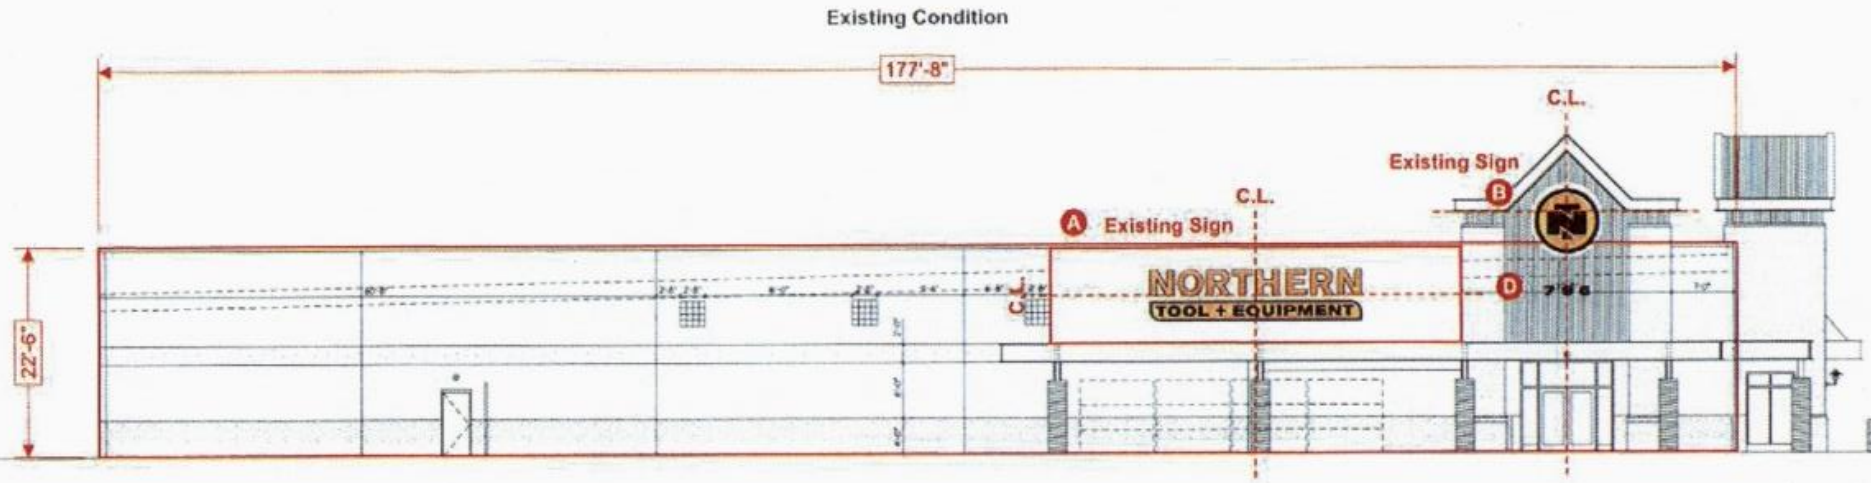 Existing Condition
177'-8"
C.L.
Existing Sign
B
C.L.
A Existing Sign
N
NORTHERN
TOOL + EQUIPMENT
C.L.
D
22'-6"